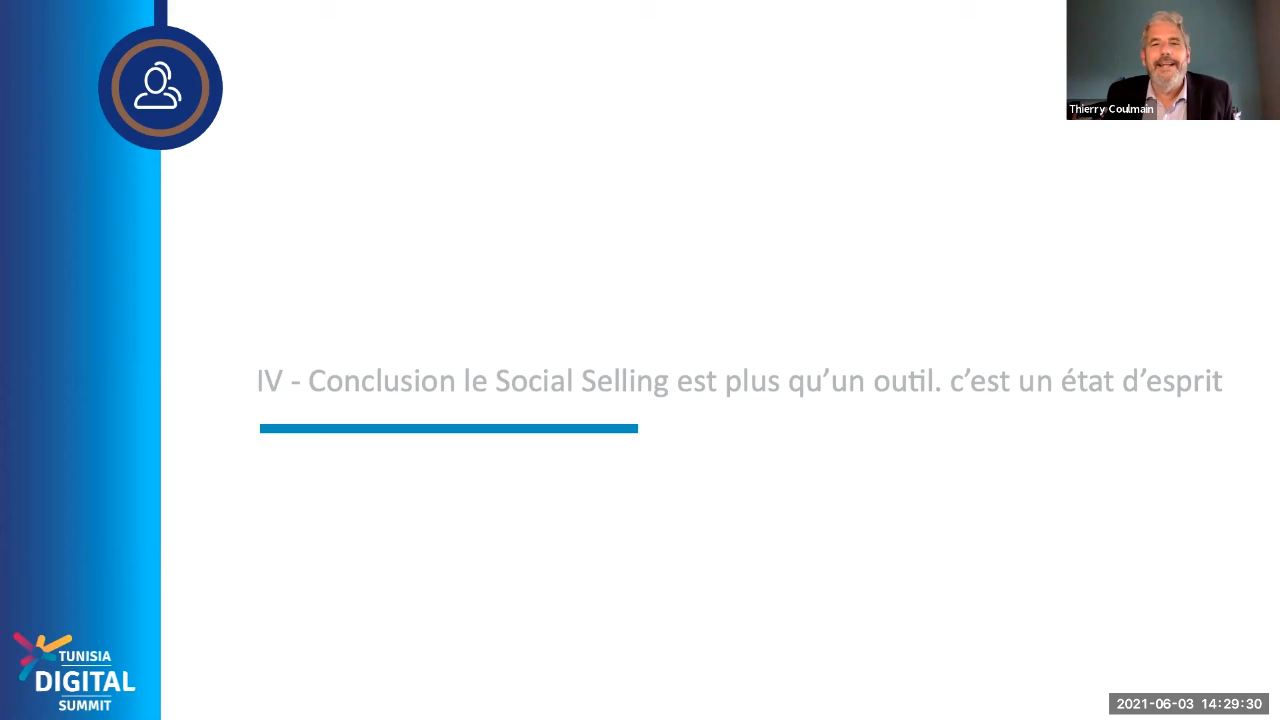 Thierry Coulmain
IV - Conclusion le Social Selling est plus qu’un outil. c’est un état d’esprit
TUNISIA
DIGITAL
SUMMIT
2021-06-03 14:29:30